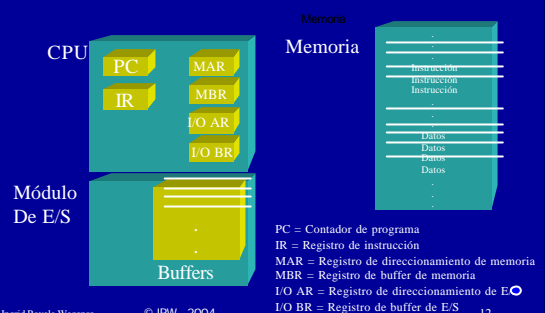 Memoria
CPU
PC
IR
MAR
MBR
I/O AR
I/O BR
Memoria
Instrucción
Instrucción
Instrucción
Datos
Datos
Datos
Datos
Módulo
De E/S
Buffers
PC = Contador de programa
IR = Registro de instrucción
MAR = Registro de direccionamiento de memoria
MBR = Registro de buffer de memoria
I/O AR = Registro de direccionamiento de E
I/O BR = Registro de buffer de E/S
© IPW 2004
12